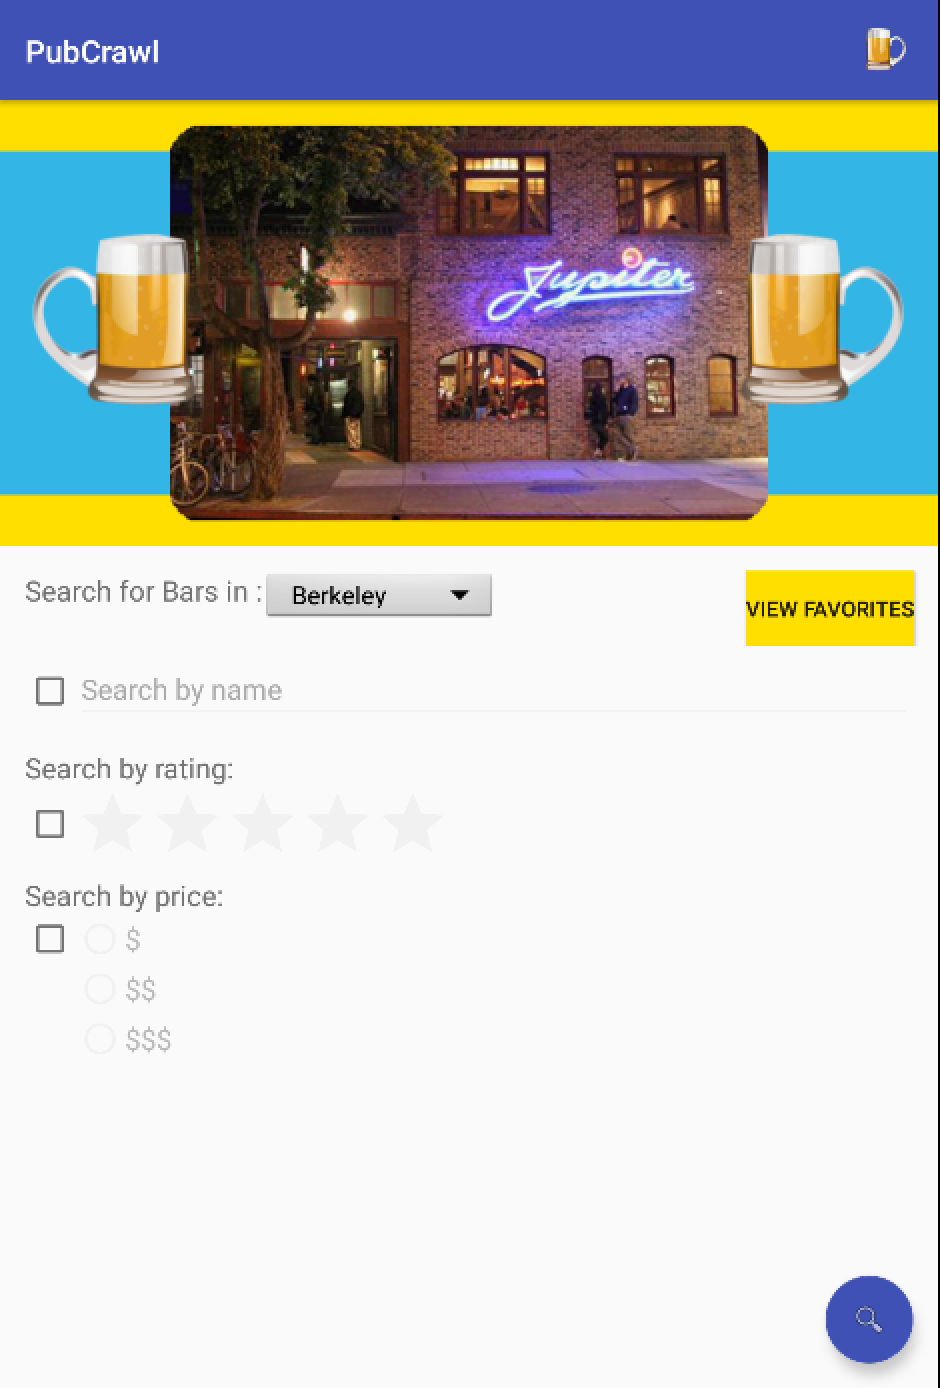 PubCrawl
Jupiter
Search for Bars in :
Berkeley
VIEW FAVORITES
Search by name
Search by rating:
Search by price:
$
$$
$$$